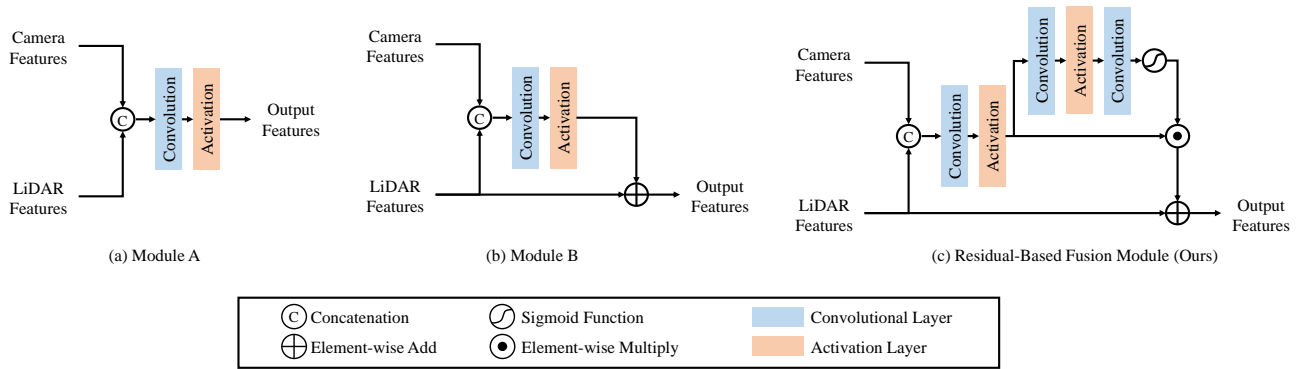 Camera
Features
C
Convolution
Activation
Output
Features
LiDAR
Features
(a) Module A
Camera
Features
C
Convolution
Activation
LiDAR
Features
Output
Features
(b) Module B
Camera
Features
C
Convolution
Activation
Convolution
Activation
Convolution
LiDAR
Features
Output
Features
(c) Residual-Based Fusion Module (Ours)
C Concatenation
Sigmoid Function
Convolutional Layer
Element-wise Add
Element-wise Multiply
Activation Layer